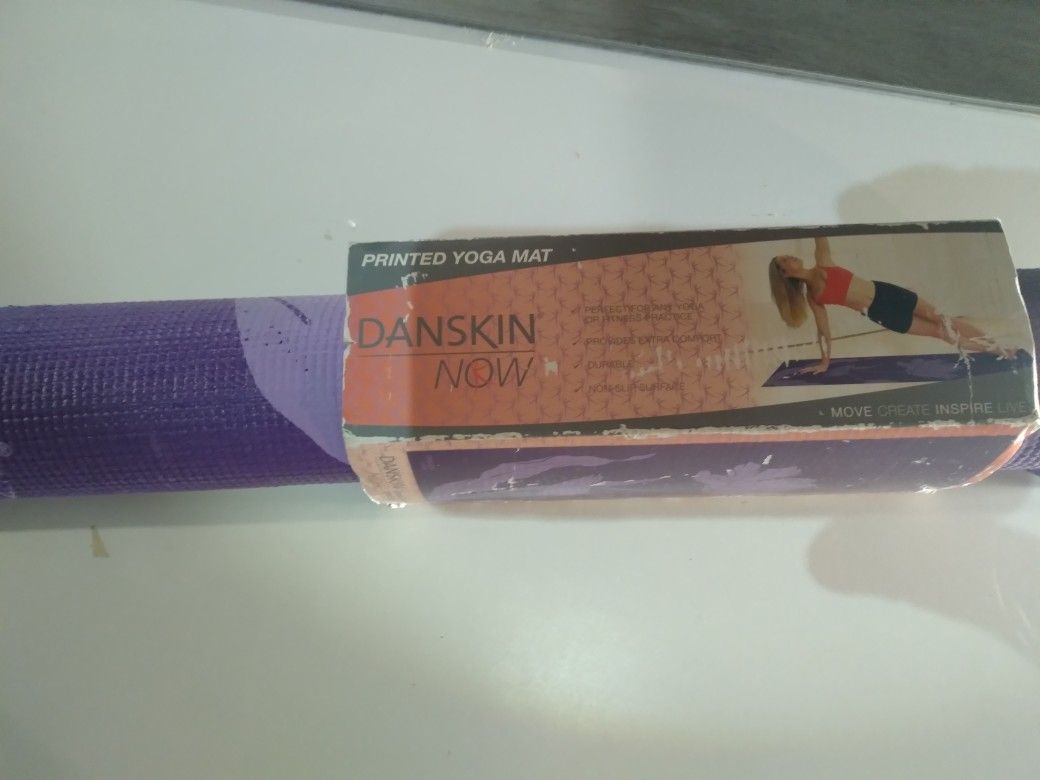 PRINTED YOGA MAT
DANSKIN
NOW
✓ PERFECT FOR ANY YOGA
OR FITNESS PRACTICE
✓ PROVIDES EXTRA COMFORT
✓ DURABLE
✓ NON-SLIP SURFACE
MOVE CREATE INSPIRE LIVE
DANSKIN